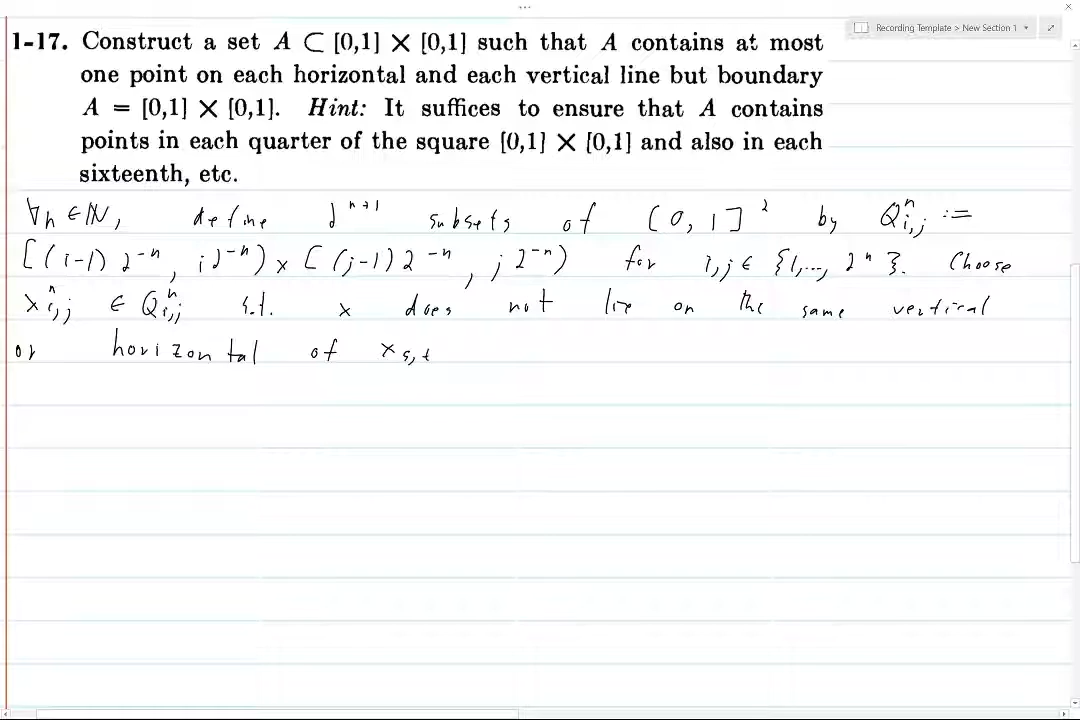 Recording Template > New Section 1
1-17. Construct a set A ⊂ [0,1] × [0,1] such that A contains at most
one point on each horizontal and each vertical line but boundary
A = [0,1] × [0,1]. Hint: It suffices to ensure that A contains
points in each quarter of the square [0,1] × [0,1] and also in each
sixteenth, etc.
∀n ∈ ℕ, define 2^{n+1} subsets of [0,1]^2 by Q^n_{i,j} :=
[(i-1)2^{-n}, i2^{-n}) × [(j-1)2^{-n}, j2^{-n}) for i,j ∈ {1,..., 2^n}. Choose
x^n_{i,j} ∈ Q^n_{i,j} s.t. x does not lie on the same vertical
or horizontal of x_{s,t}